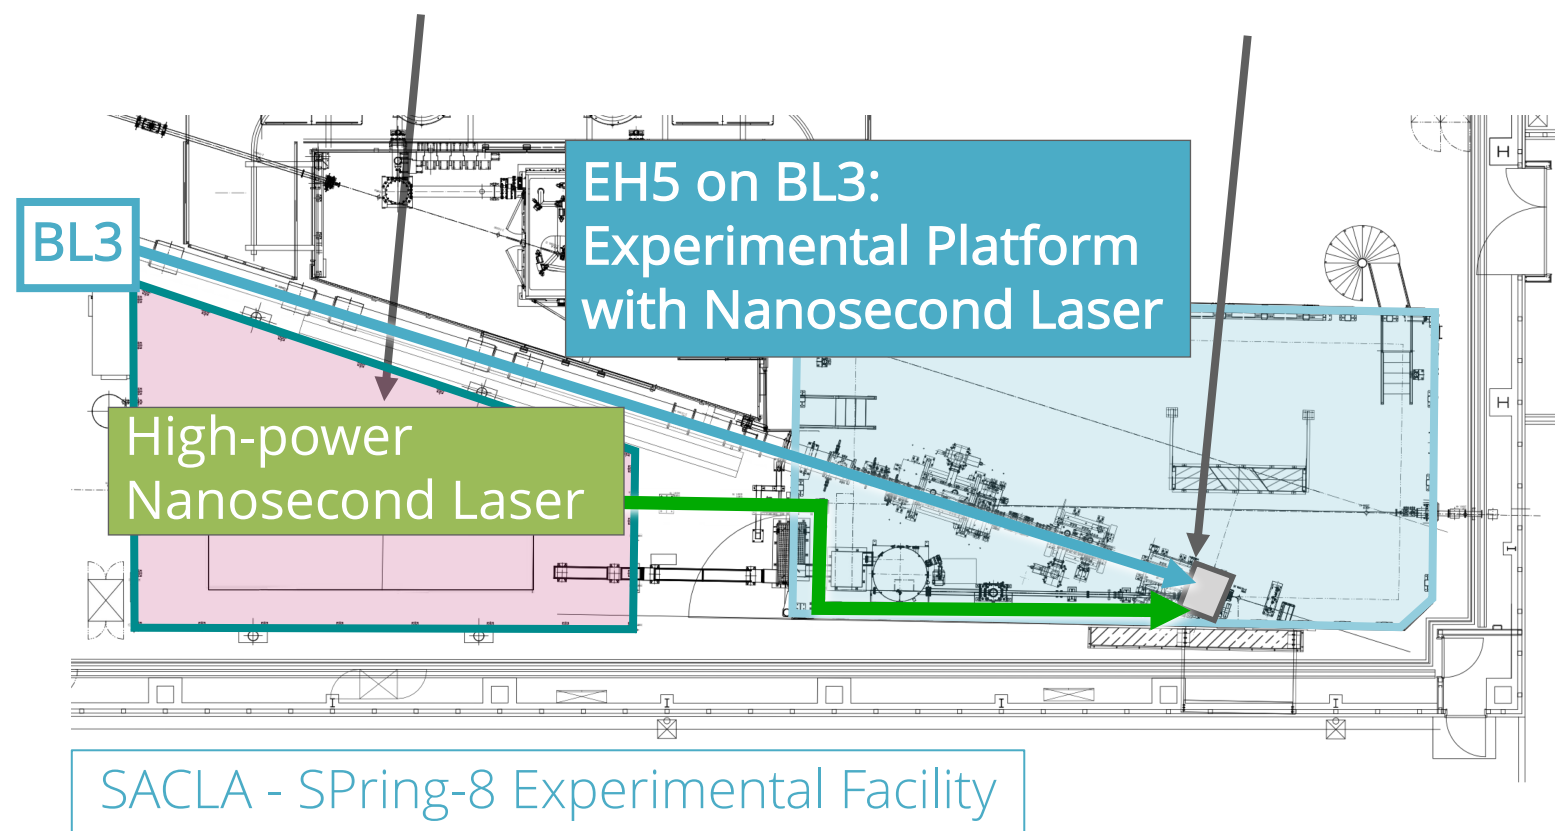 EH5 on BL3:
Experimental Platform
with Nanosecond Laser
BL3
High-power
Nanosecond Laser
SACLA - SPring-8 Experimental Facility
H
H
I
I
I
I
I